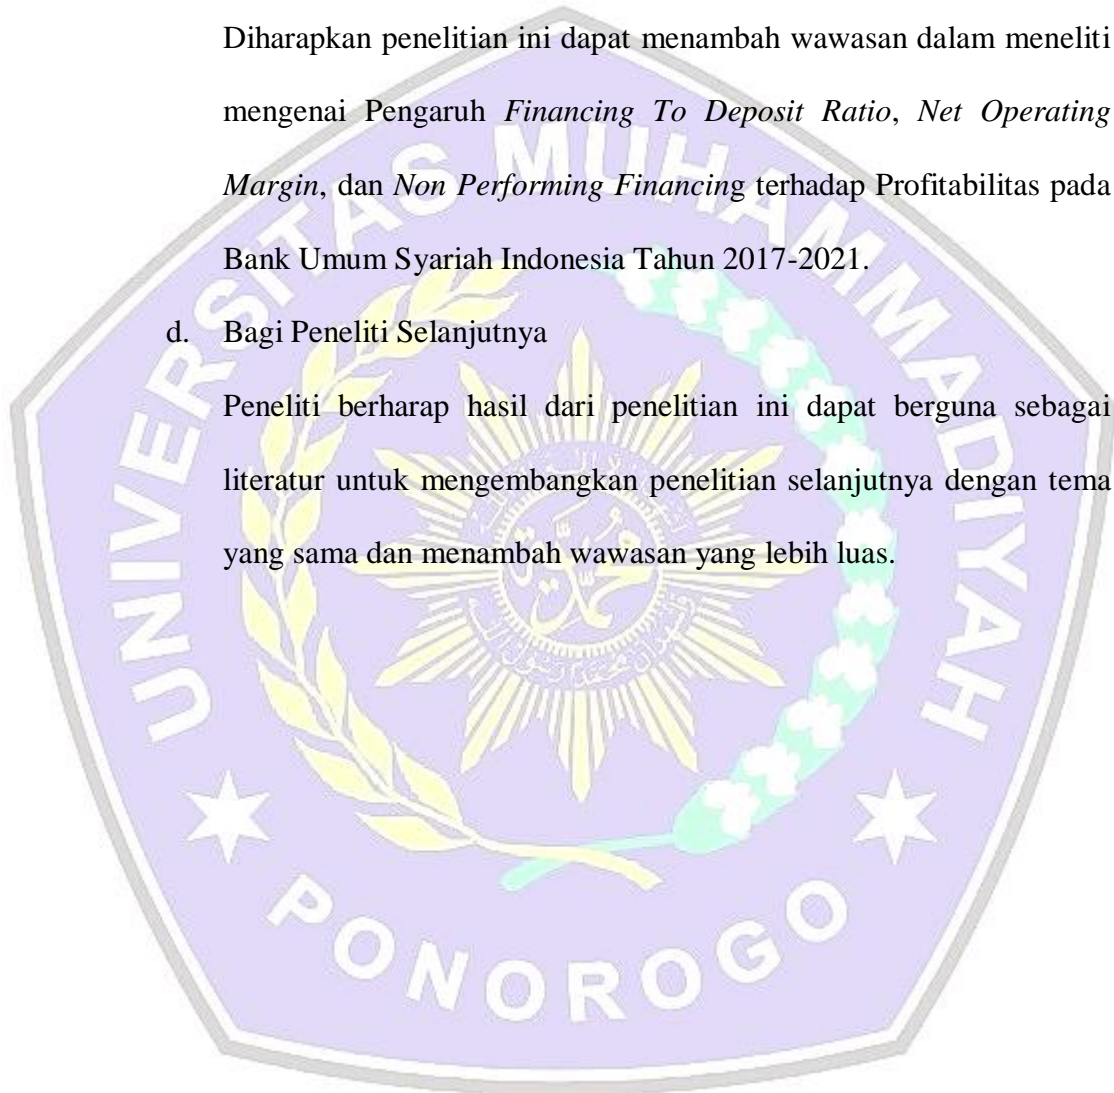 Diharapkan penelitian ini dapat menambah wawasan dalam meneliti
mengenai Pengaruh Financing To Deposit Ratio, Net Operating
Margin, dan Non Performing Financing terhadap Profitabilitas pada
Bank Umum Syariah Indonesia Tahun 2017-2021.
d. Bagi Peneliti Selanjutnya
Peneliti berharap hasil dari penelitian ini dapat berguna sebagai
literatur untuk mengembangkan penelitian selanjutnya dengan tema
yang sama dan menambah wawasan yang lebih luas.
UNIVERSITAS MUHAMMADIYAH
PONOROGO